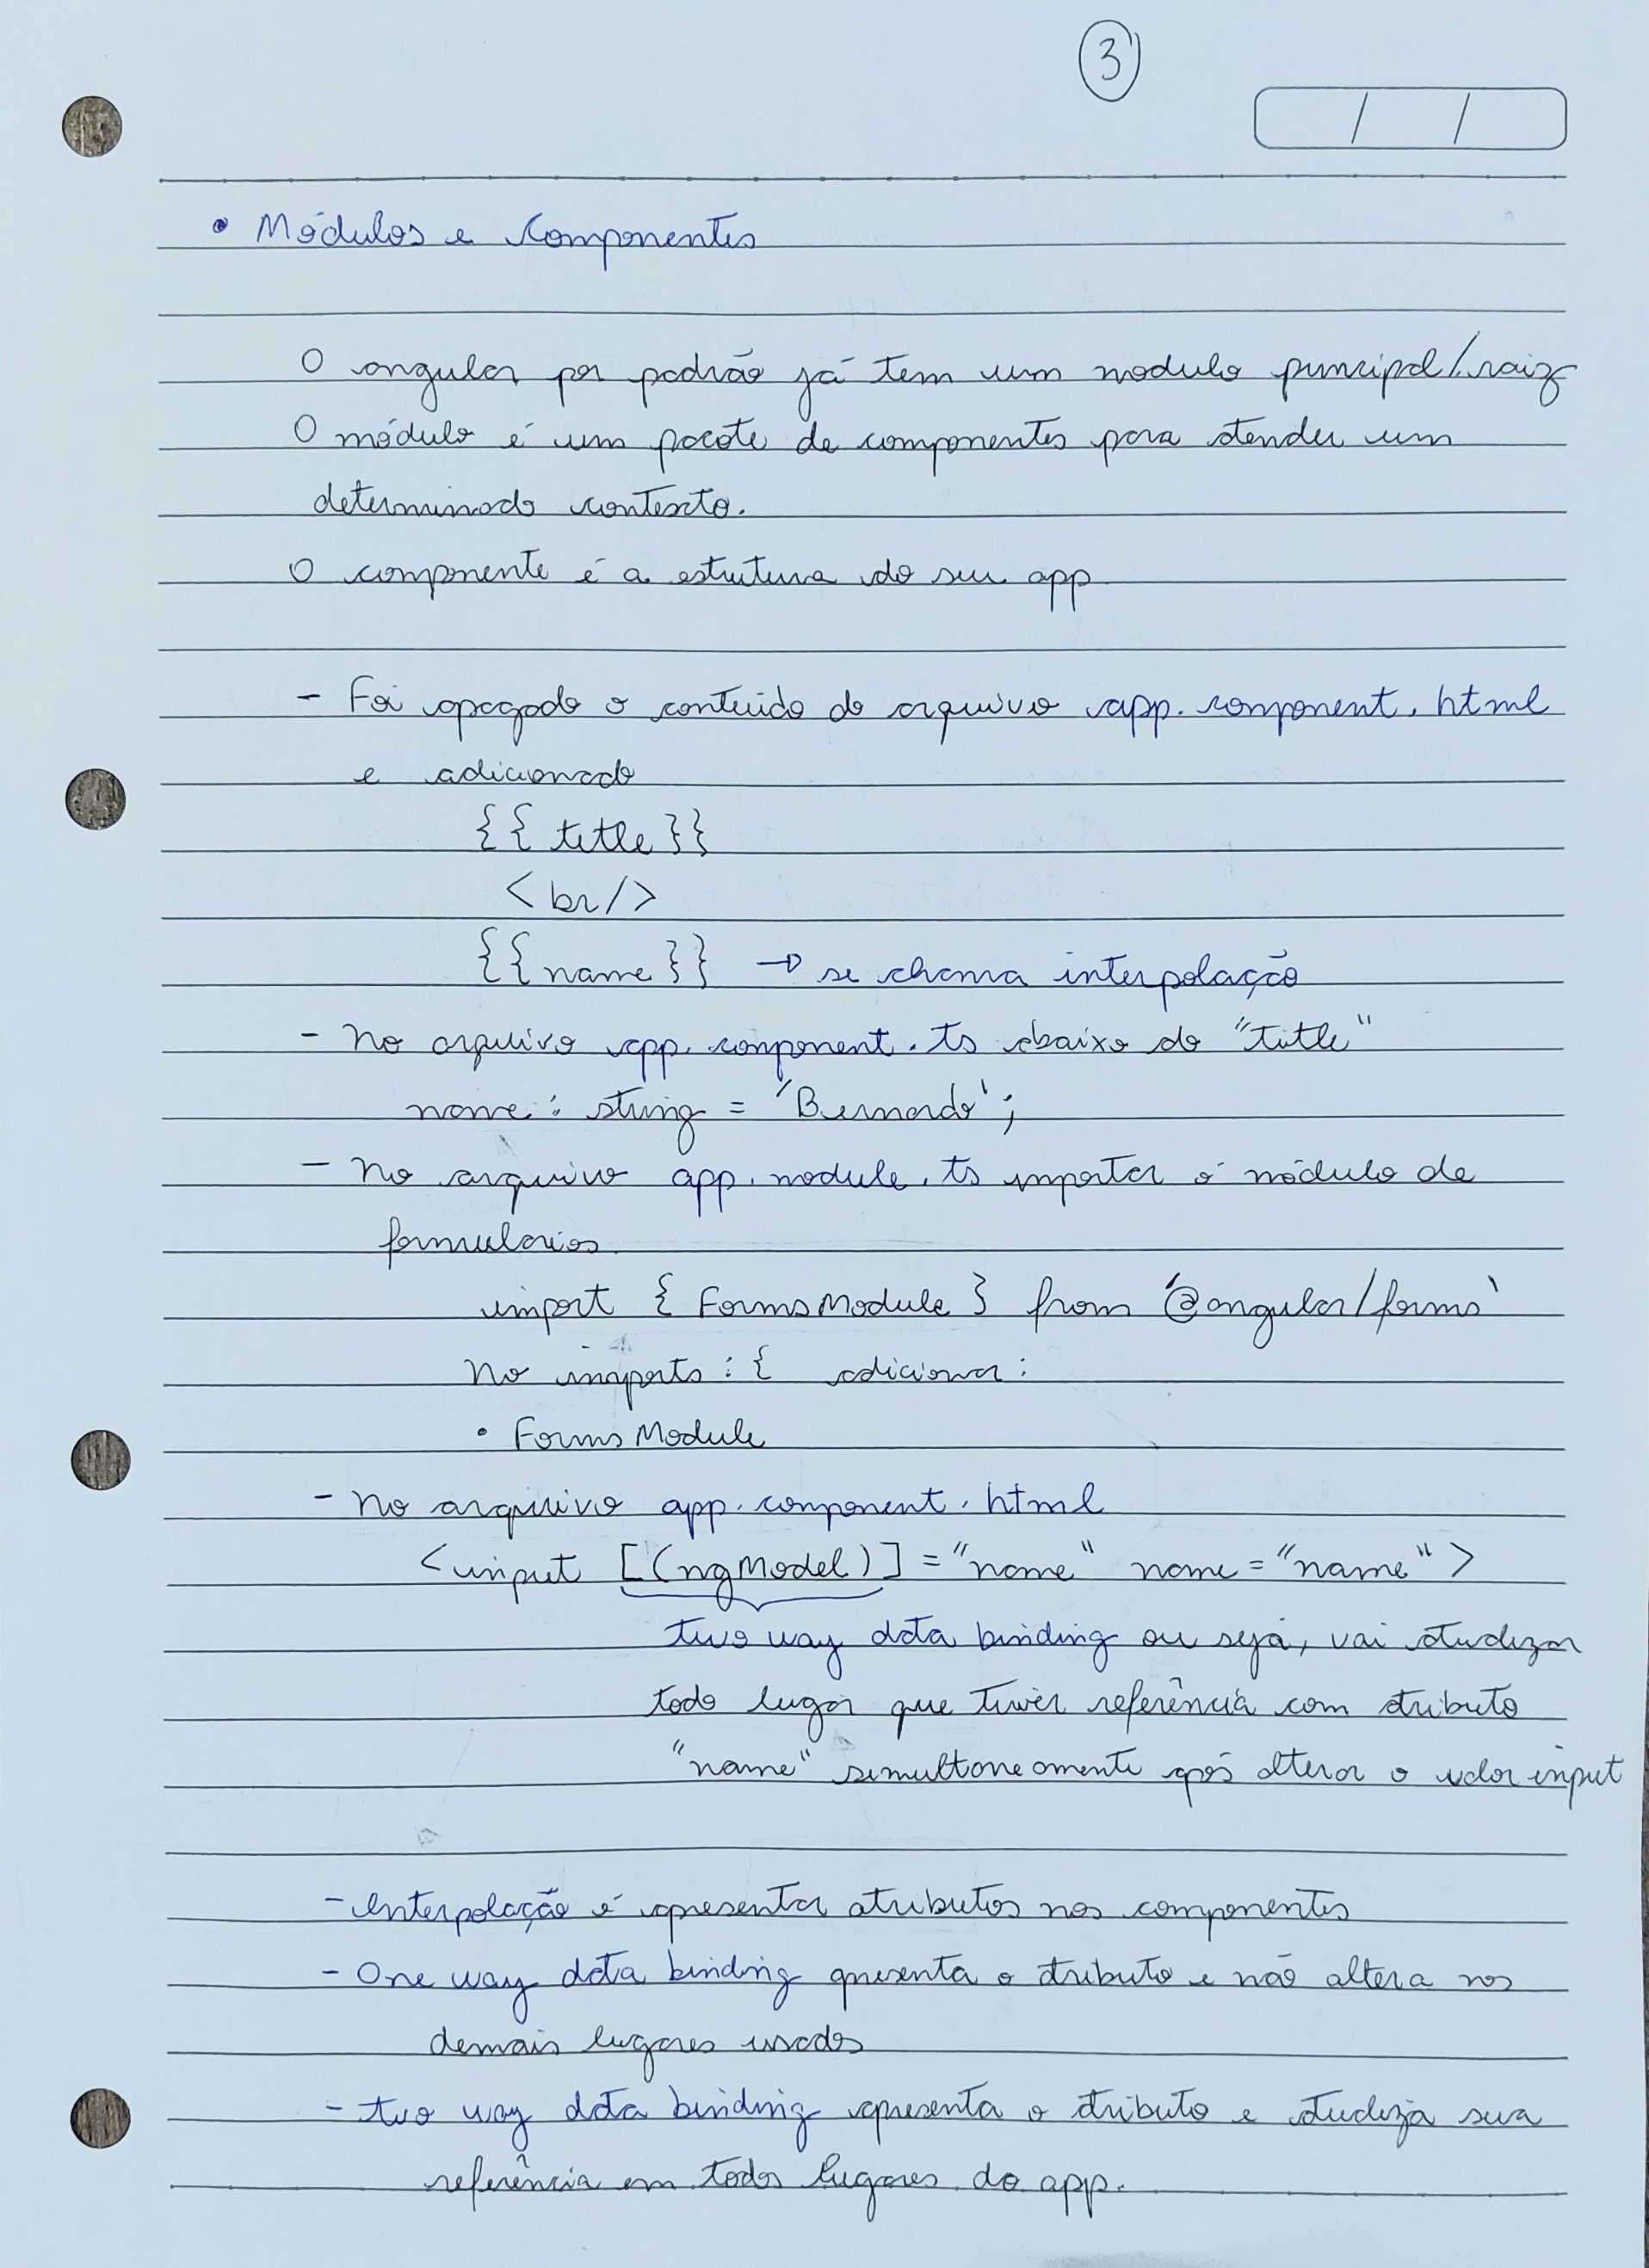 3
/ /
• Módulos e Componentes
O angular por padrão já tem um modulo principal/raiz
O módulo é um pacote de componentes para atender um
determinado contexto.
O componente é a estrutura do seu app
- Foi apagado o conteúdo do arquivo app.component.html
e adicionado
{{ title }}
<br/>
{{ name }} → se chama interpolação
- No arquivo app.component.ts abaixo do "title"
name: string = 'Bernardo';
- No arquivo app.module.ts importar o módulo de
formularios
import { FormsModule } from '@angular/forms'
No imports: { adicionar:
• FormsModule
- No arquivo app.component.html
<input [(ngModel)] = "name" name = "name">
two way data binding ou seja, vai atualizar
todo lugar que tiver referência com atributo
"name" simultaneamente após alterar o valor input
- Interpolação é apresentar atributos nos componentes
- One way data binding apresenta o atributo e não altera nos
demais lugares usados
- two way data binding apresenta o atributo e atualiza sua
referência em todos lugares do app.